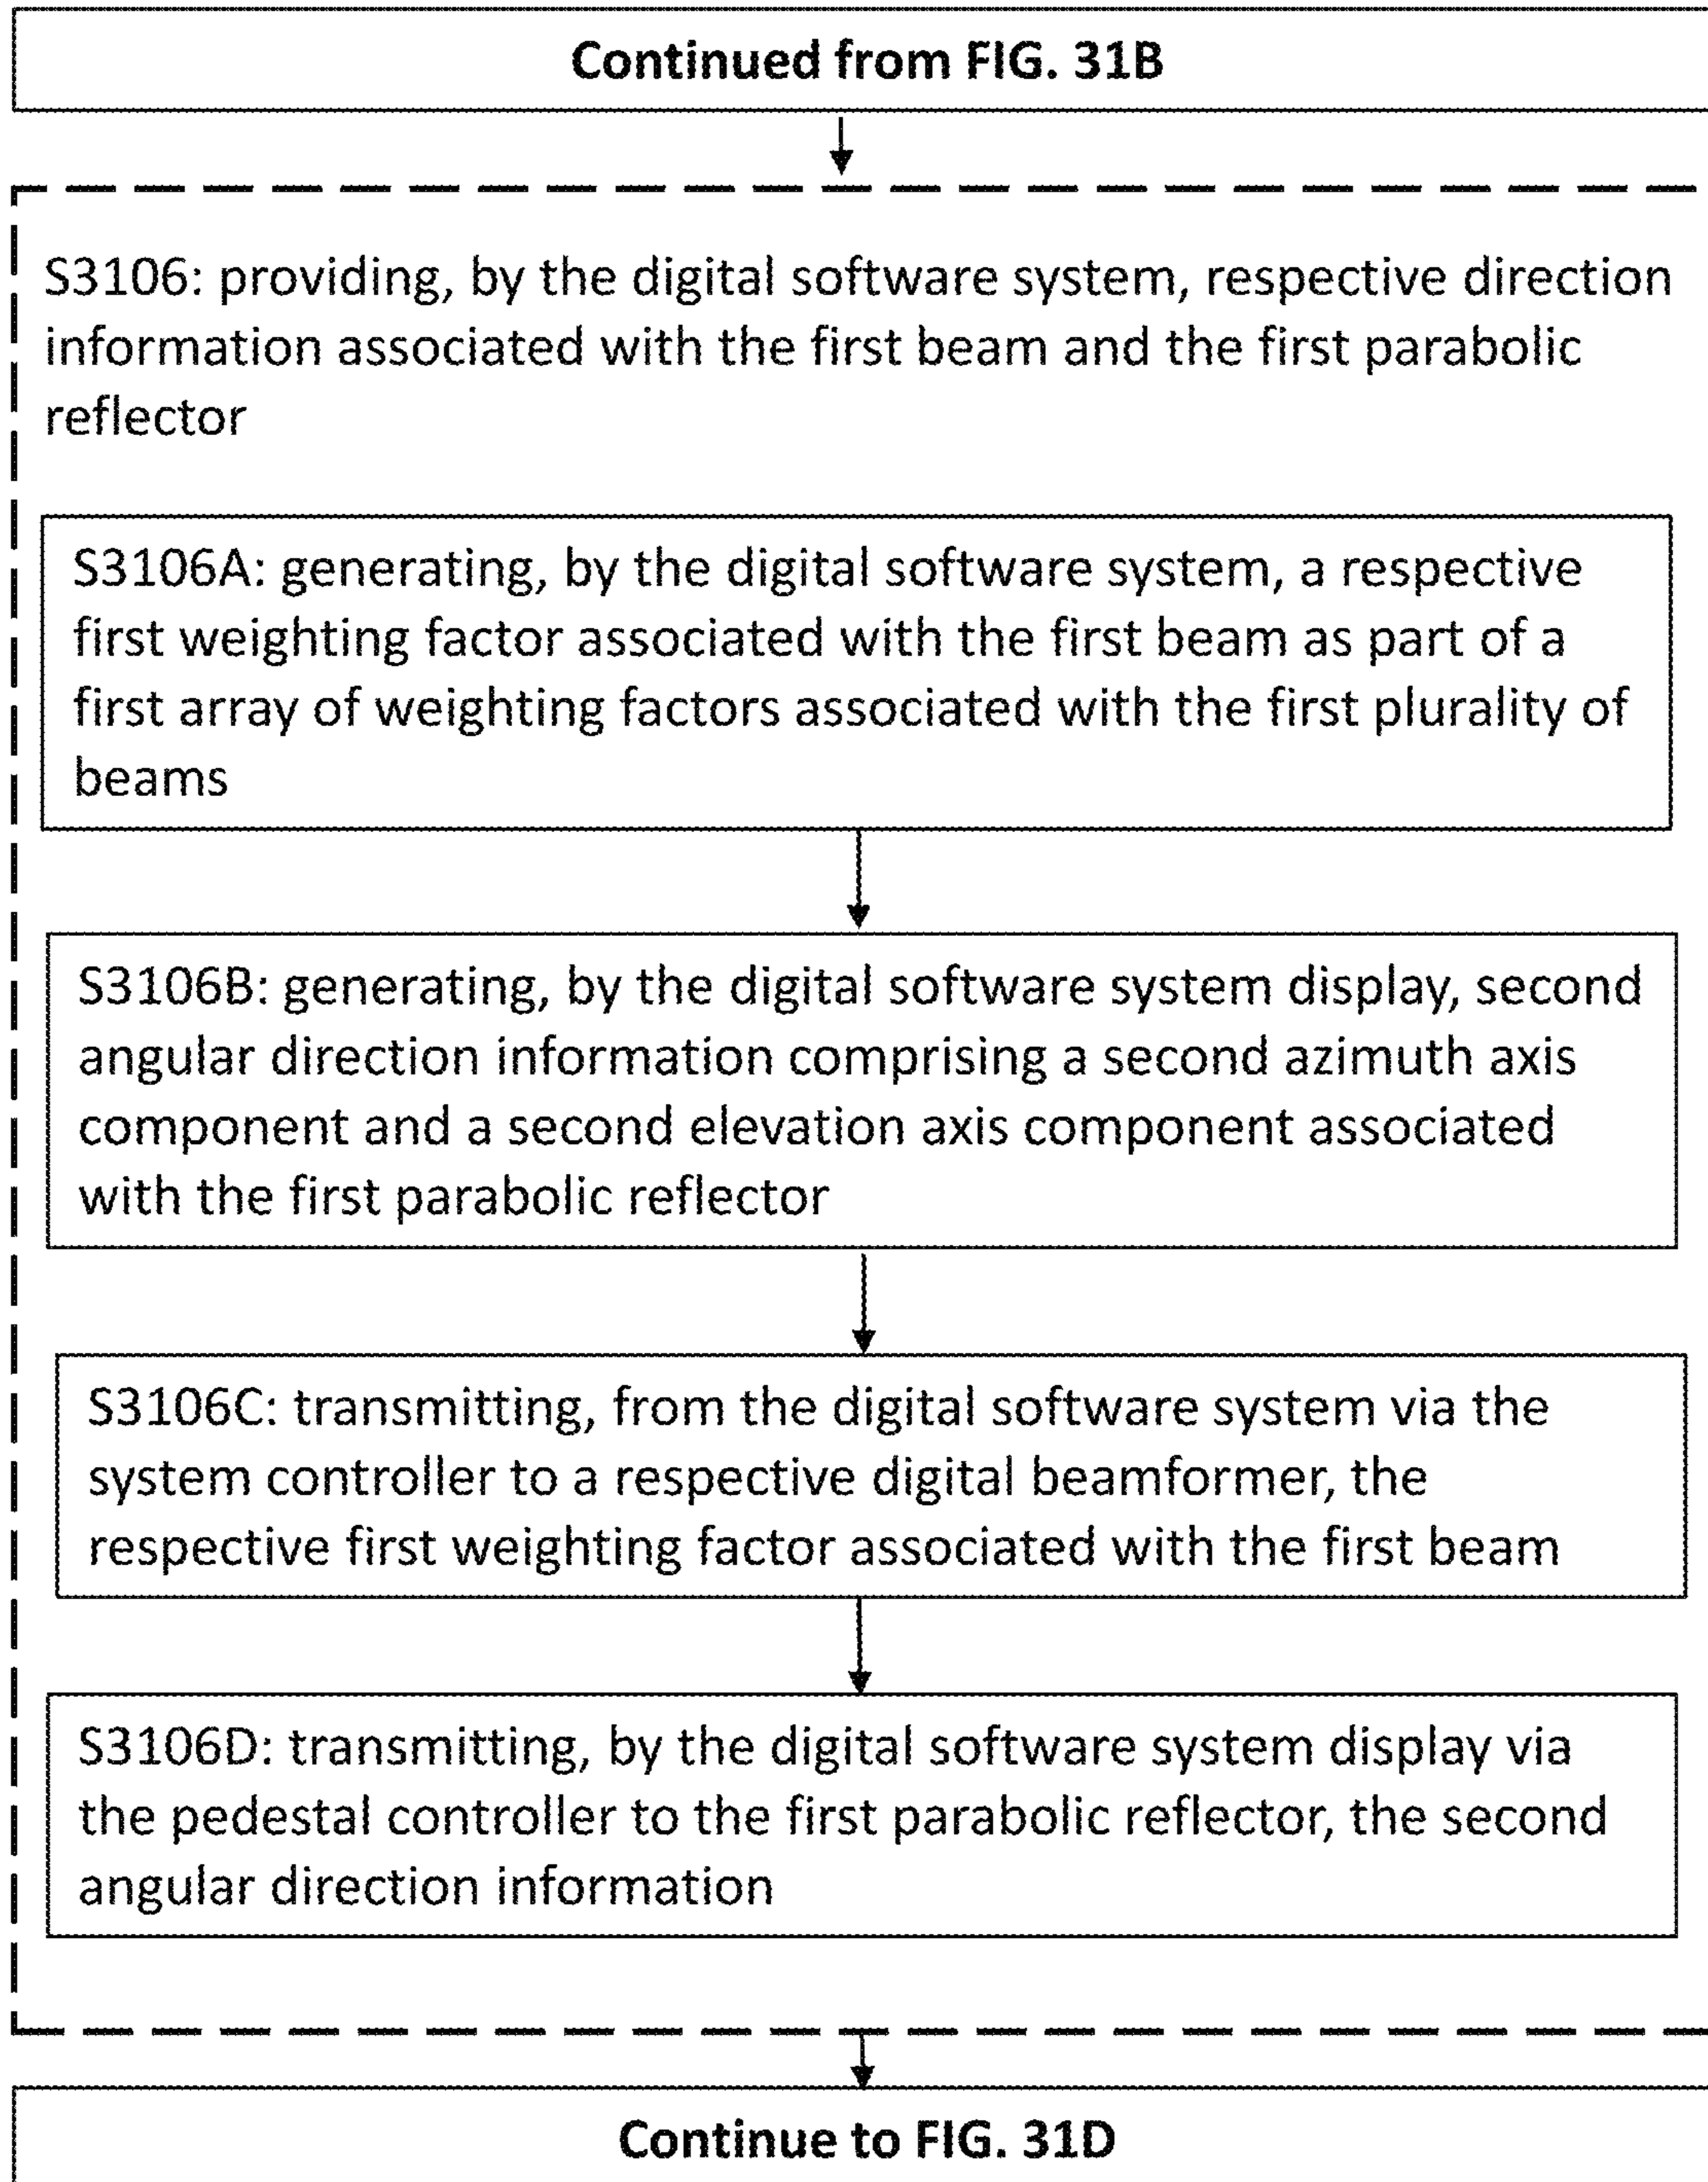 Continued from FIG. 31B
S3106: providing, by the digital software system, respective direction
information associated with the first beam and the first parabolic
reflector
S3106A: generating, by the digital software system, a respective
first weighting factor associated with the first beam as part of a
first array of weighting factors associated with the first plurality of
beams
S3106B: generating, by the digital software system display, second
angular direction information comprising a second azimuth axis
component and a second elevation axis component associated
with the first parabolic reflector
S3106C: transmitting, from the digital software system via the
system controller to a respective digital beamformer, the
respective first weighting factor associated with the first beam
S3106D: transmitting, by the digital software system display via
the pedestal controller to the first parabolic reflector, the second
angular direction information
Continue to FIG. 31D